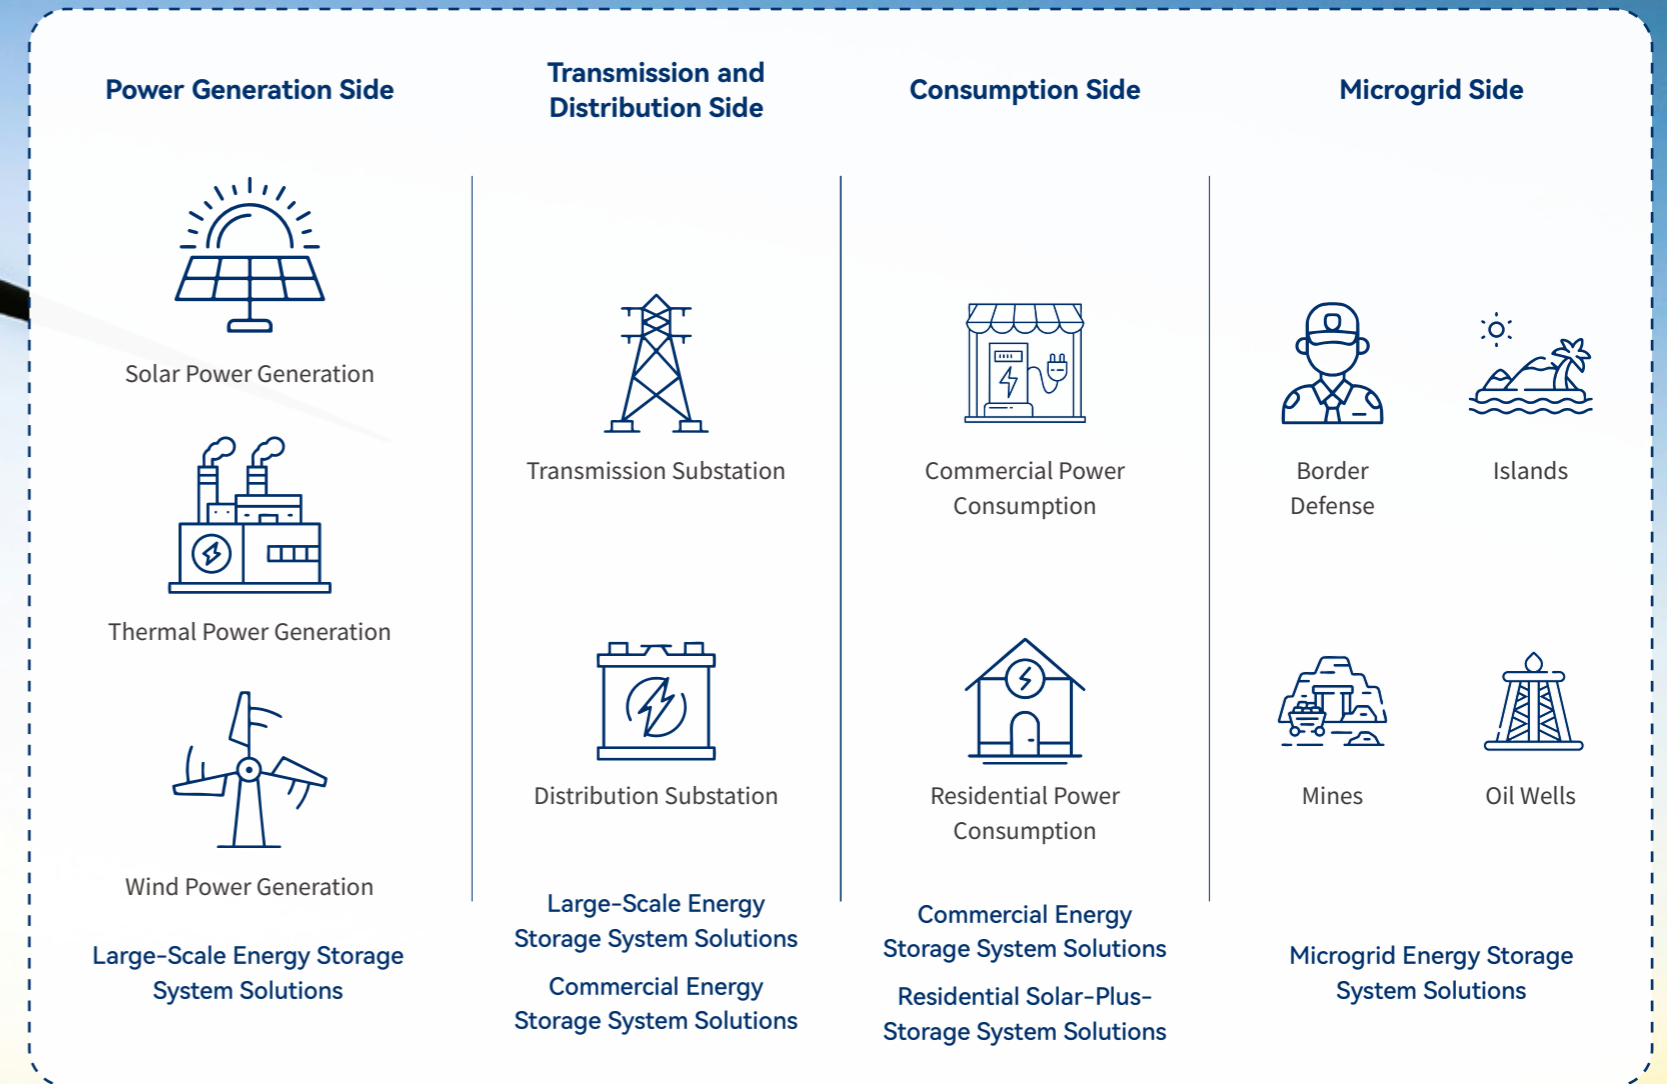 Power Generation Side
Solar Power Generation
Thermal Power Generation
Wind Power Generation
Large-Scale Energy Storage
System Solutions
Transmission and
Distribution Side
Transmission Substation
Distribution Substation
Large-Scale Energy
Storage System Solutions
Commercial Energy
Storage System Solutions
Consumption Side
Commercial Power
Consumption
Residential Power
Consumption
Commercial Energy
Storage System Solutions
Residential Solar-Plus-
Storage System Solutions
Microgrid Side
Border
Defense
Islands
Mines
Oil Wells
Microgrid Energy Storage
System Solutions